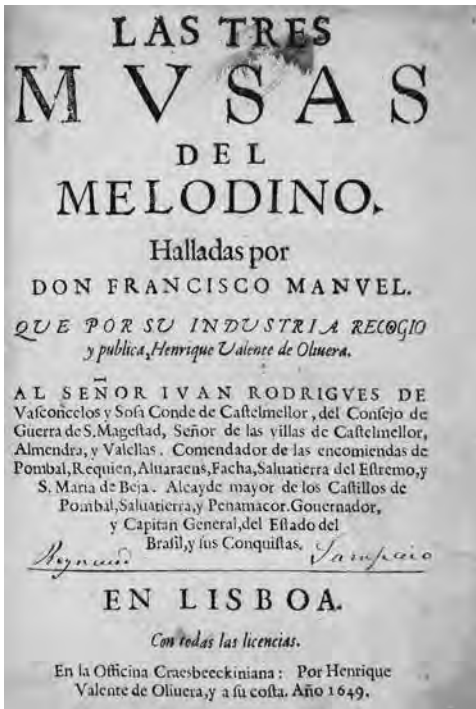 LAS TRES
MVSAS
DEL
MELODINO.
Halladas por
DON FRANCISCO MANVEL.
QVE POR SU INDVSTRIA RECOGIO
y publica, Henrique Valente de Oliuera.
AL SEÑOR IVAN RODRIGVES DE
Vaſconcelos y Soſa Conde de Caſtelmellor, del Conſejo de
Guerra de S. Mageſtad, Señor de las villas de Caſtelmellor,
Almendra, y Valellas. Comendador de las encomiendas de
Pombal, Requien, Aluaraens, Facha, Saluatierra del Eſtremo, y
S. Maria de Beja. Alcayde mayor de los Caſtillos de
Pombal, Saluatierra, y Penamacor. Gouernador,
y Capitan General, del Eſtado del
Braſil, y ſus Conquiſtas.
Sampaio
EN LISBOA.
Con todas las licencias.
En la Officina Craesbeeckiniana: Por Henrique
Valente de Oliuera, y a ſu coſta. Año 1649.